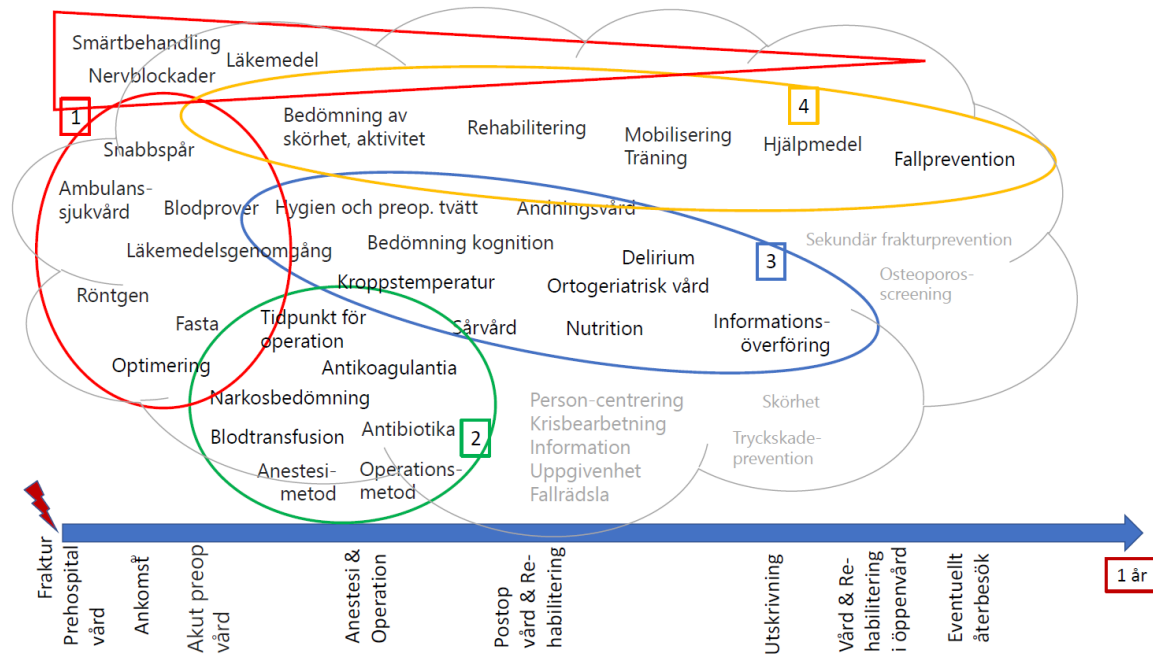 Smärtbehandling
Nervblockader
Läkemedel
1
Snabbspår
Ambulans-
sjukvård
Blodprover
Läkemedelsgenomgång
Röntgen
Fasta
Optimering
Bedömning av
skörhet, aktivitet
Rehabilitering
Mobilisering
Träning
4
Hjälpmedel
Fallprevention
Hygien och preop. tvätt
Andningsvård
Bedömning kognition
Delirium
3
Kroppstemperatur
Ortogeriatrisk vård
Sårvård
Nutrition
Informations-
överföring
Sekundär frakturprevention
Osteoporos-
screening
Tidpunkt för
operation
Antikoagulantia
Narkosbedömning
Blodtransfusion
Antibiotika
2
Anestesi-
metod
Operations-
metod
Person-centrering
Krisbearbetning
Information
Uppgivenhet
Fallrädsla
Skörhet
Tryckskade-
prevention
Fraktur
Prehospital
vård
Ankomst
Akut preop
vård
Anestesi &
Operation
Postop
vård & Re-
habilitering
Utskrivning
Vård & Re-
habilitering
i öppenvård
Eventuellt
återbesök
1 år